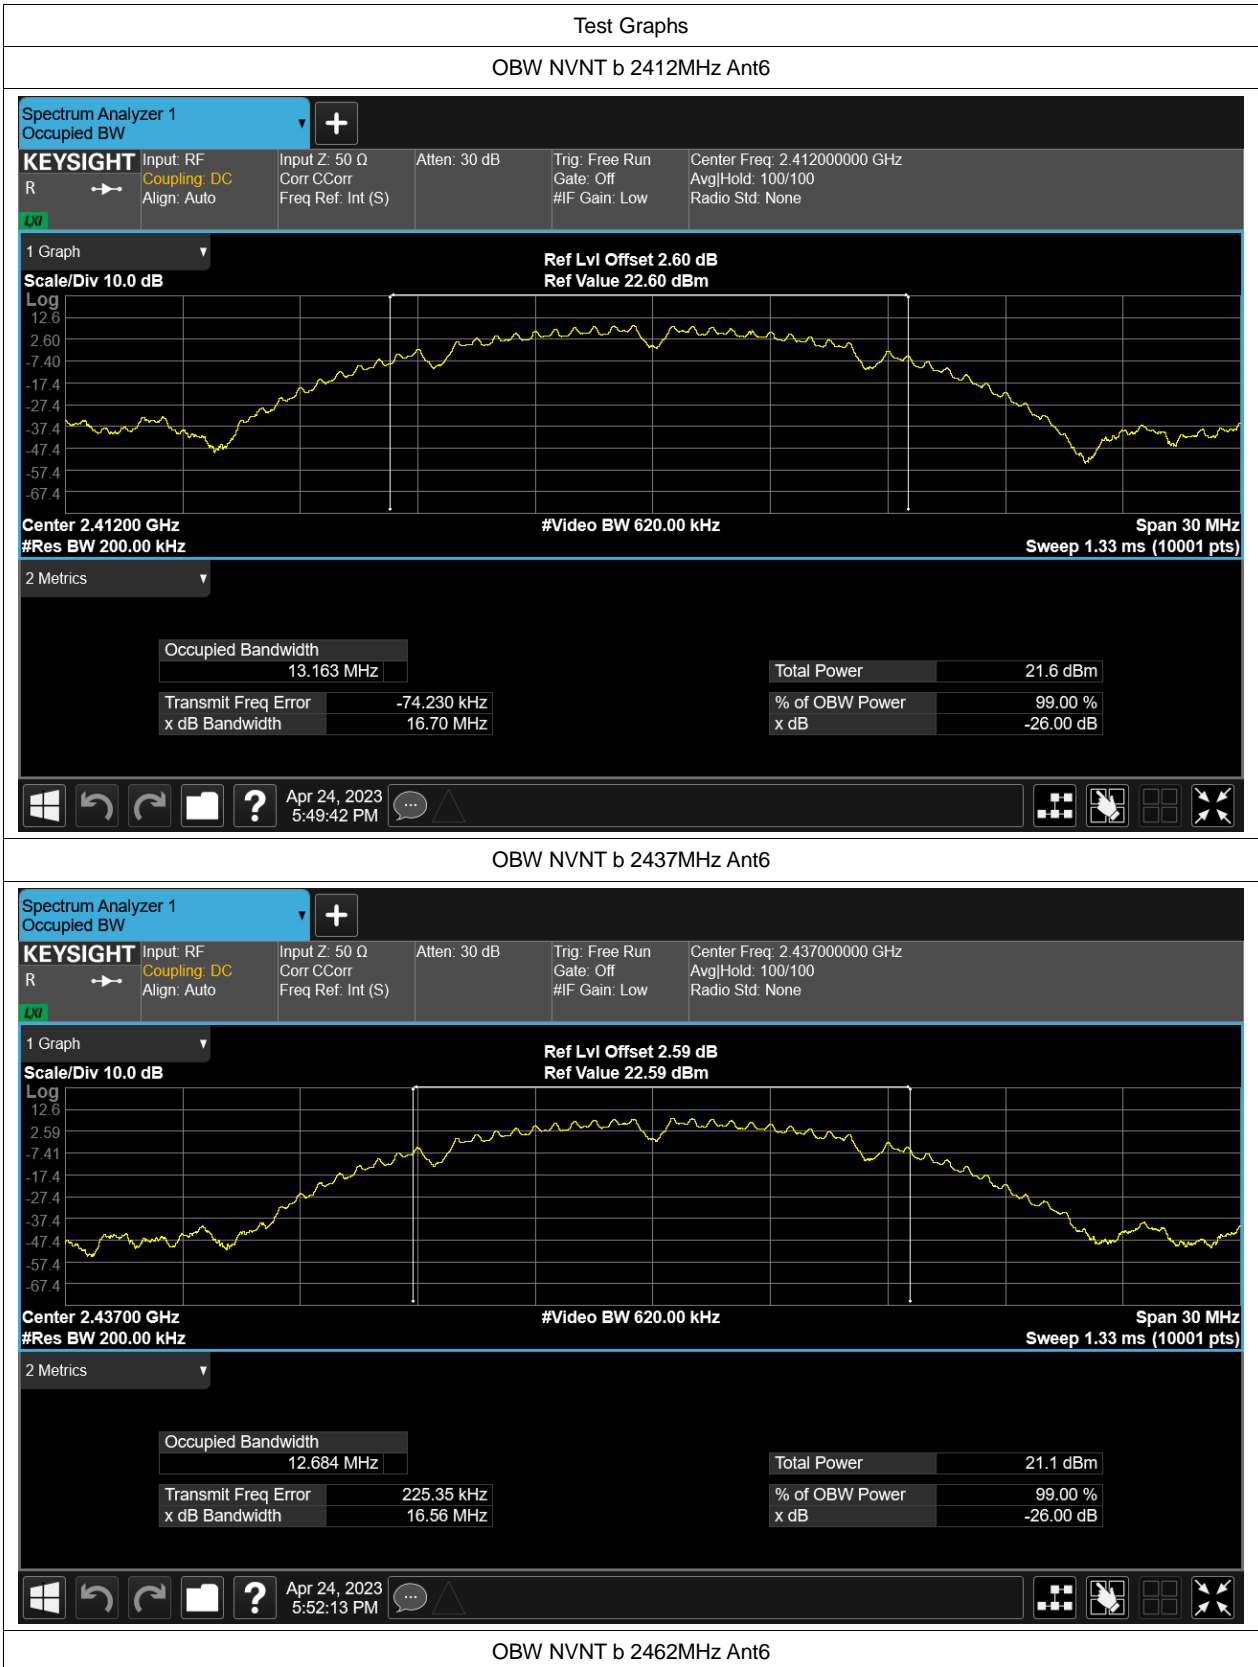 Test Graphs
OBW NVNT b 2412MHz Ant6
Spectrum Analyzer 1
Occupied BW
KEYSIGHT Input: RF Input Z: 50 Ω Atten: 30 dB Trig: Free Run Center Freq: 2.412000000 GHz
R Coupling: DC Corr CCorr Gate: Off Avg|Hold: 100/100
Align: Auto Freq Ref: Int (S) #IF Gain: Low Radio Std: None
LXI
1 Graph
Ref Lvl Offset 2.60 dB
Scale/Div 10.0 dB Ref Value 22.60 dBm
Log
12.6
2.60
-7.40
-17.4
-27.4
-37.4
-47.4
-57.4
-67.4
Center 2.41200 GHz #Video BW 620.00 kHz Span 30 MHz
#Res BW 200.00 kHz Sweep 1.33 ms (10001 pts)
2 Metrics
Occupied Bandwidth
13.163 MHz Total Power 21.6 dBm
Transmit Freq Error -74.230 kHz % of OBW Power 99.00 %
x dB Bandwidth 16.70 MHz x dB -26.00 dB
? Apr 24, 2023
5:49:42 PM
OBW NVNT b 2437MHz Ant6
Spectrum Analyzer 1
Occupied BW
KEYSIGHT Input: RF Input Z: 50 Ω Atten: 30 dB Trig: Free Run Center Freq: 2.437000000 GHz
R Coupling: DC Corr CCorr Gate: Off Avg|Hold: 100/100
Align: Auto Freq Ref: Int (S) #IF Gain: Low Radio Std: None
LXI
1 Graph
Ref Lvl Offset 2.59 dB
Scale/Div 10.0 dB Ref Value 22.59 dBm
Log
12.6
2.59
-7.41
-17.4
-27.4
-37.4
-47.4
-57.4
-67.4
Center 2.43700 GHz #Video BW 620.00 kHz Span 30 MHz
#Res BW 200.00 kHz Sweep 1.33 ms (10001 pts)
2 Metrics
Occupied Bandwidth
12.684 MHz Total Power 21.1 dBm
Transmit Freq Error 225.35 kHz % of OBW Power 99.00 %
x dB Bandwidth 16.56 MHz x dB -26.00 dB
? Apr 24, 2023
5:52:13 PM
OBW NVNT b 2462MHz Ant6